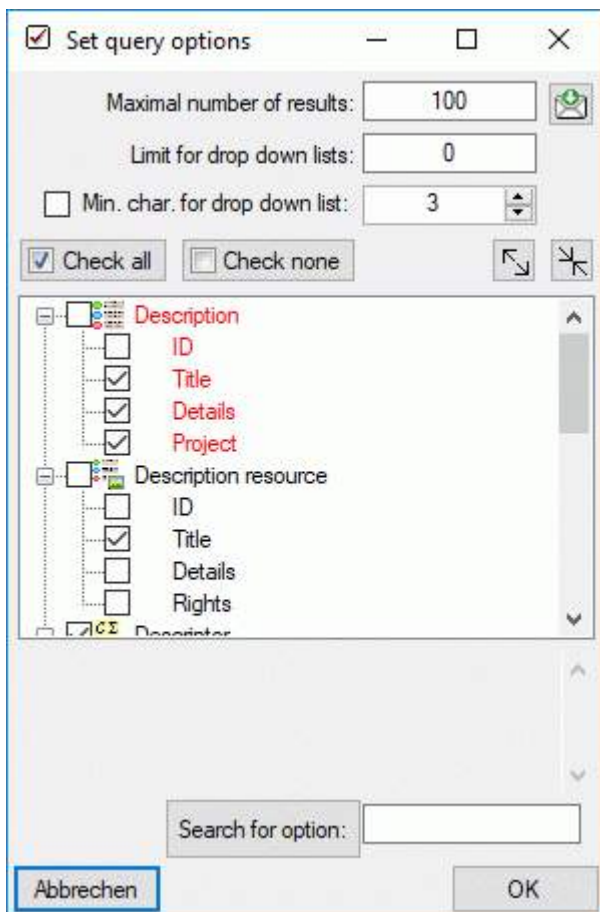 Set query options
Maximal number of results: 100
Limit for drop down lists: 0
Min. char. for drop down list: 3
Check all Check none
Description
ID
Title
Details
Project
Description resource
ID
Title
Details
Rights
Descriptor
Search for option:
Abbrechen OK